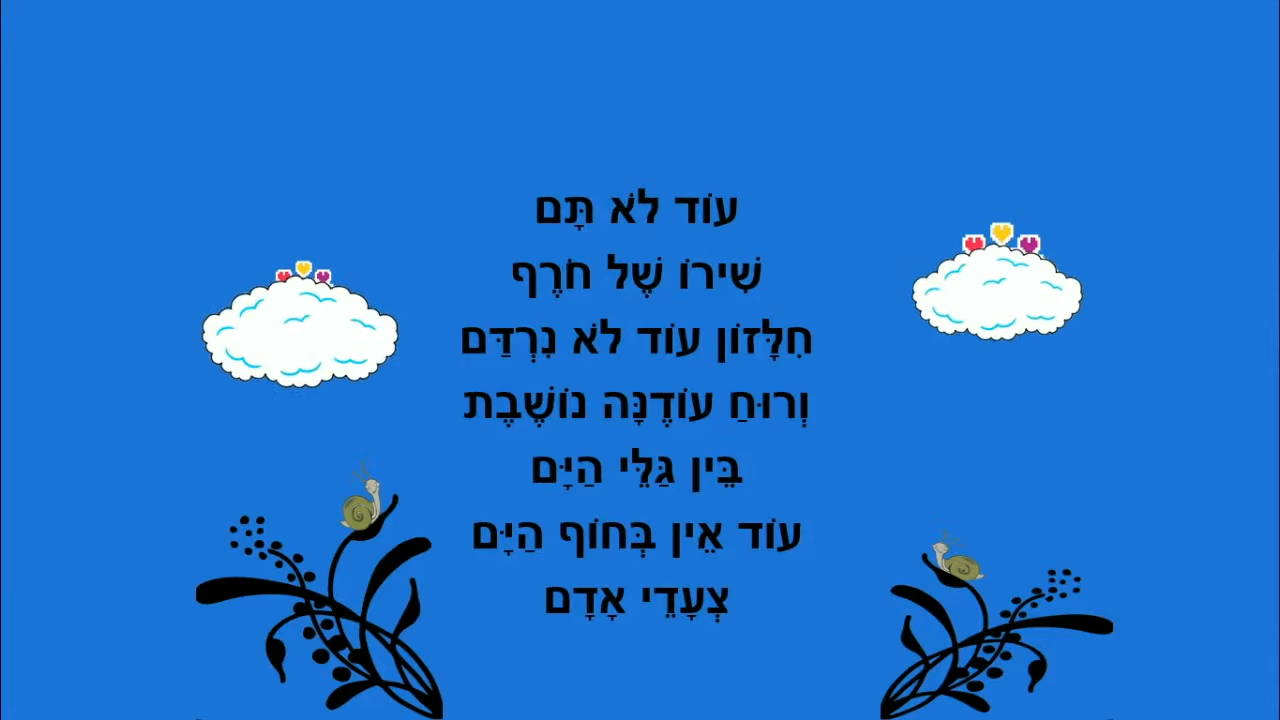 עוֹד לֹא תָּם
שִׁירוֹ שֶׁל חֹרֶף
חִלָּזוֹן עוֹד לֹא נִרְדַּם
וְרוּחַ עוֹדֶנָּה נוֹשֶׁבֶת
בֵּין גַּלֵּי הַיָּם
עוֹד אֵין בְּחוֹף הַיָּם
צְעָדֵי אָדָם